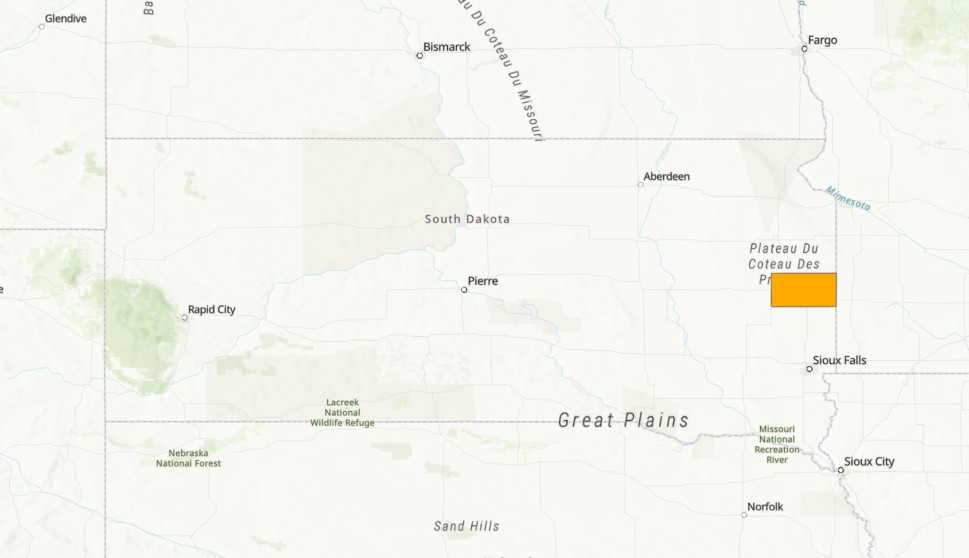 Glendive
Ba
Bismarck
au Du Coteau Du Missouri
Fargo
Aberdeen
Minnesota
South Dakota
Plateau Du
Coteau Des
Pr
Pierre
Rapid City
Sioux Falls
Lacreek
National
Wildlife Refuge
Great Plains
Missouri
National
Recreation
River
Nebraska
National Forest
Sioux City
Norfolk
Sand Hills